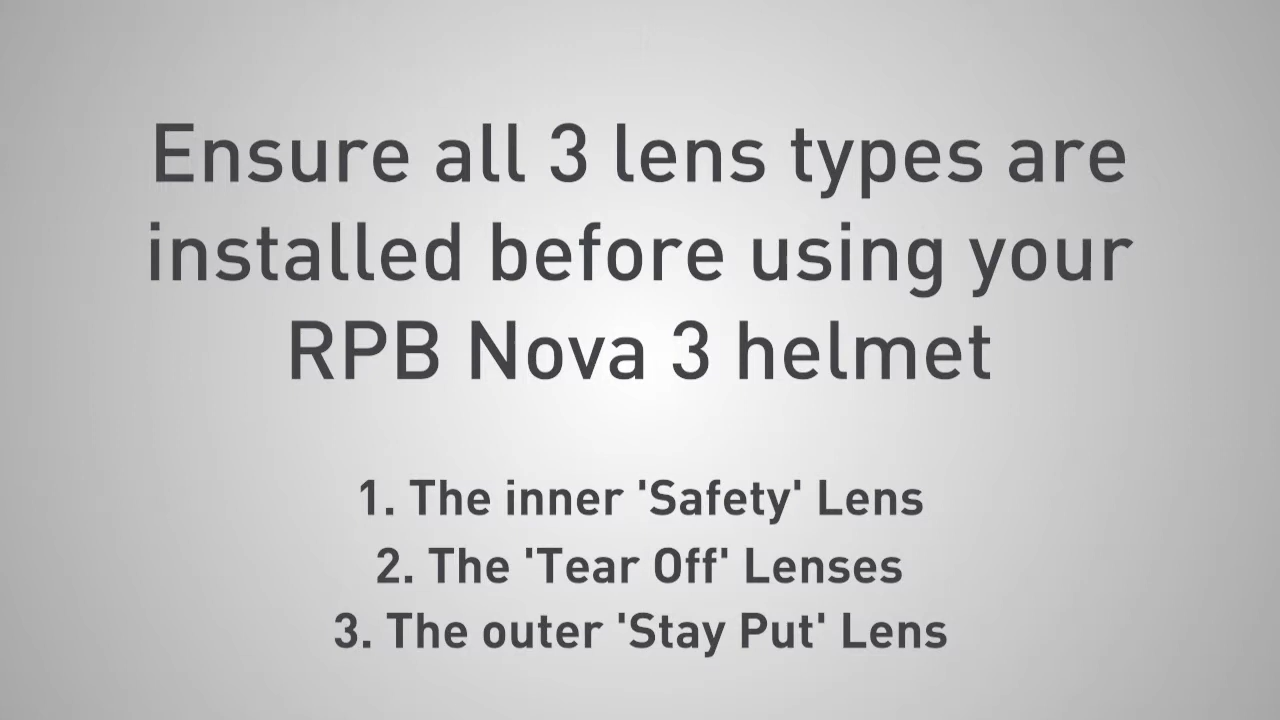 Ensure all 3 lens types are
installed before using your
RPB Nova 3 helmet
1. The inner 'Safety' Lens
2. The 'Tear Off' Lenses
3. The outer 'Stay Put' Lens